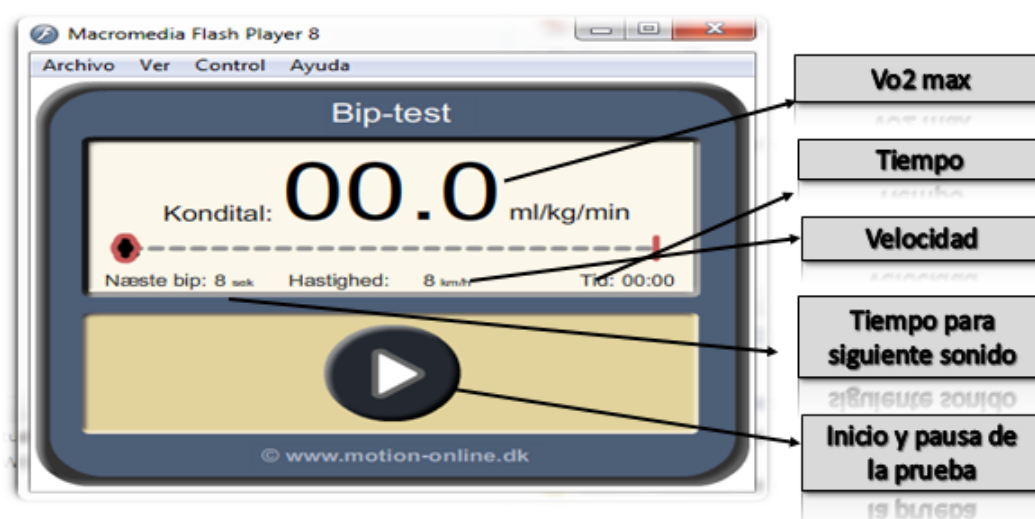 Macromedia Flash Player 8
Archivo Ver Control Ayuda
Bip-test
Kondital: 00.0 ml/kg/min
Næste bip: 8 sek Hastighed: 8 km/h Tid: 00:00
© www.motion-online.dk
Vo2 max
Tiempo
Velocidad
Tiempo para
siguiente sonido
Inicio y pausa de
la prueba